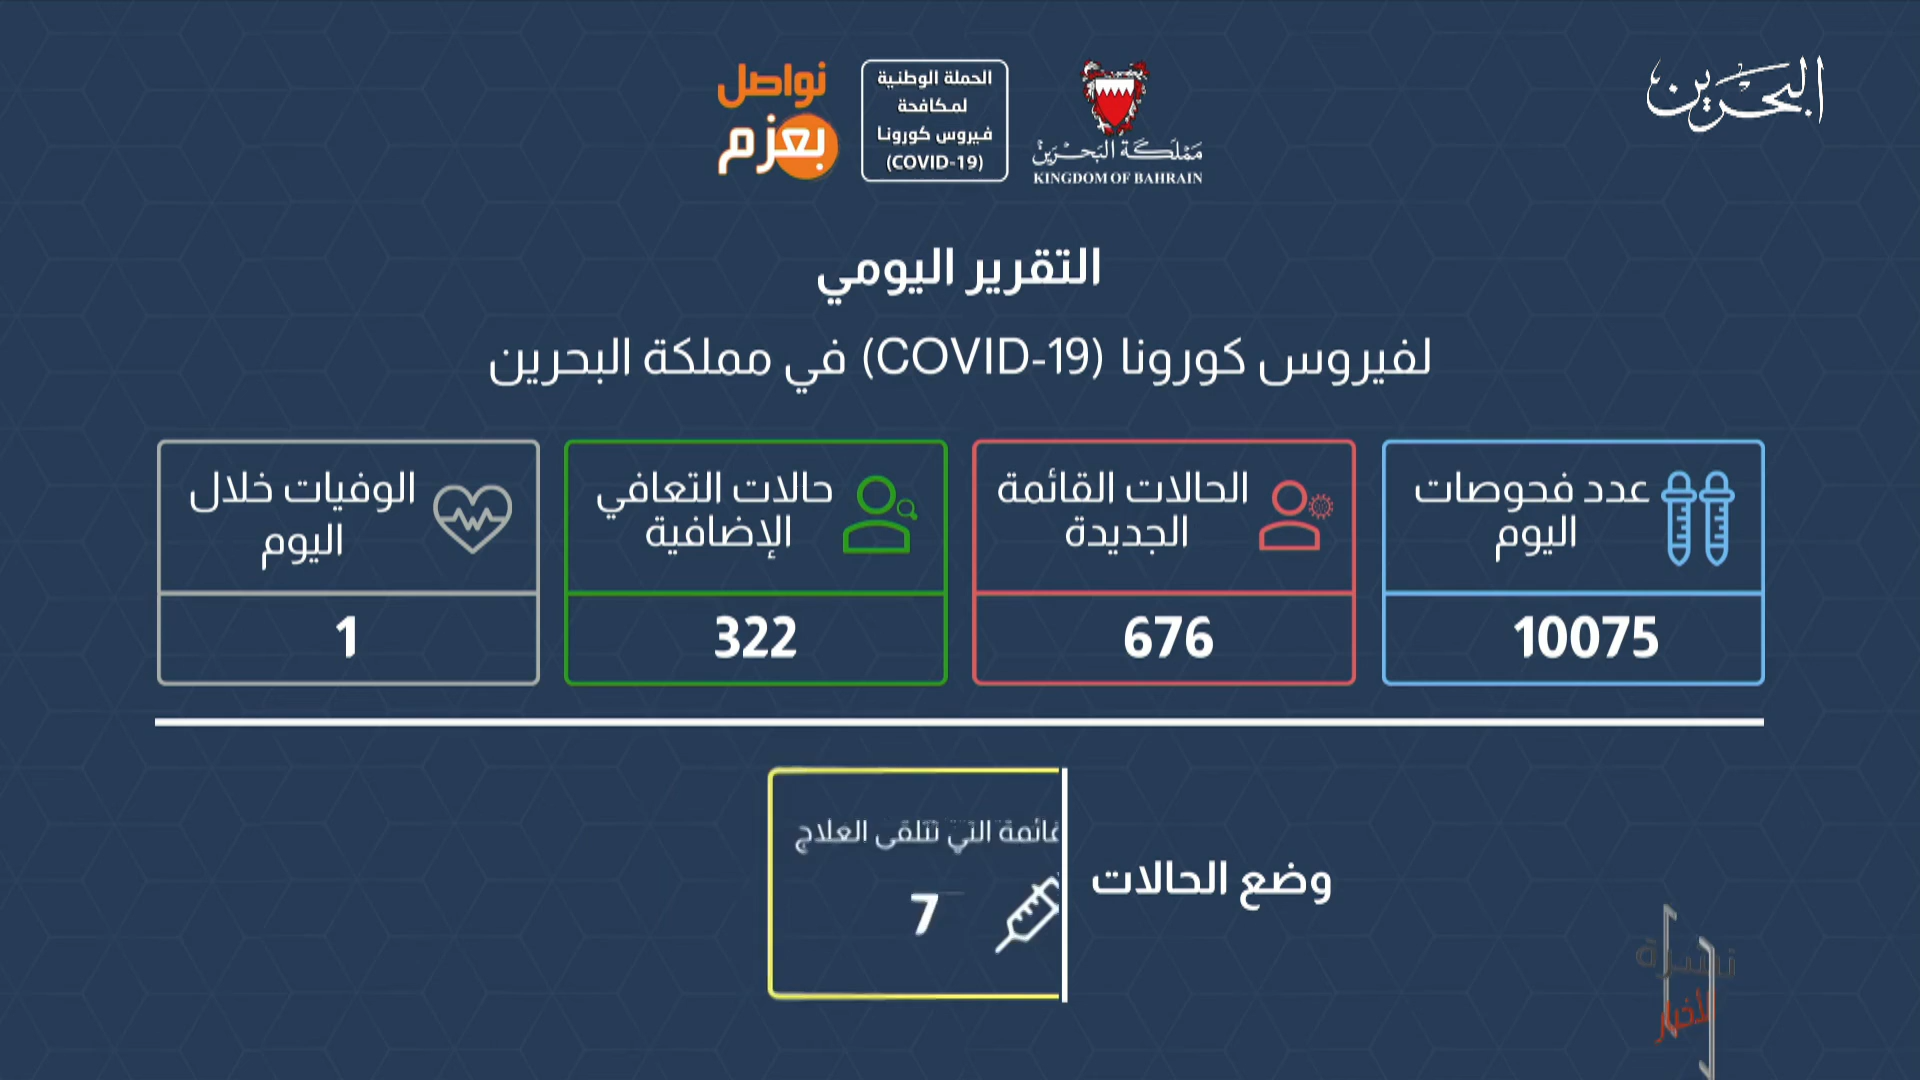 البحرين
مملكة البحرين
KINGDOM OF BAHRAIN
الحملة الوطنية
لمكافحة
فيروس كورونا
(COVID-19)
نواصل
بعزم
التقرير اليومي
لفيروس كورونا (COVID-19) في مملكة البحرين
عدد فحوصات
اليوم
10075
الحالات القائمة
الجديدة
676
حالات التعافي
الإضافية
322
الوفيات خلال
اليوم
1
وضع الحالات
التي تتلقى العلاج
7
نشرة
الأخبار